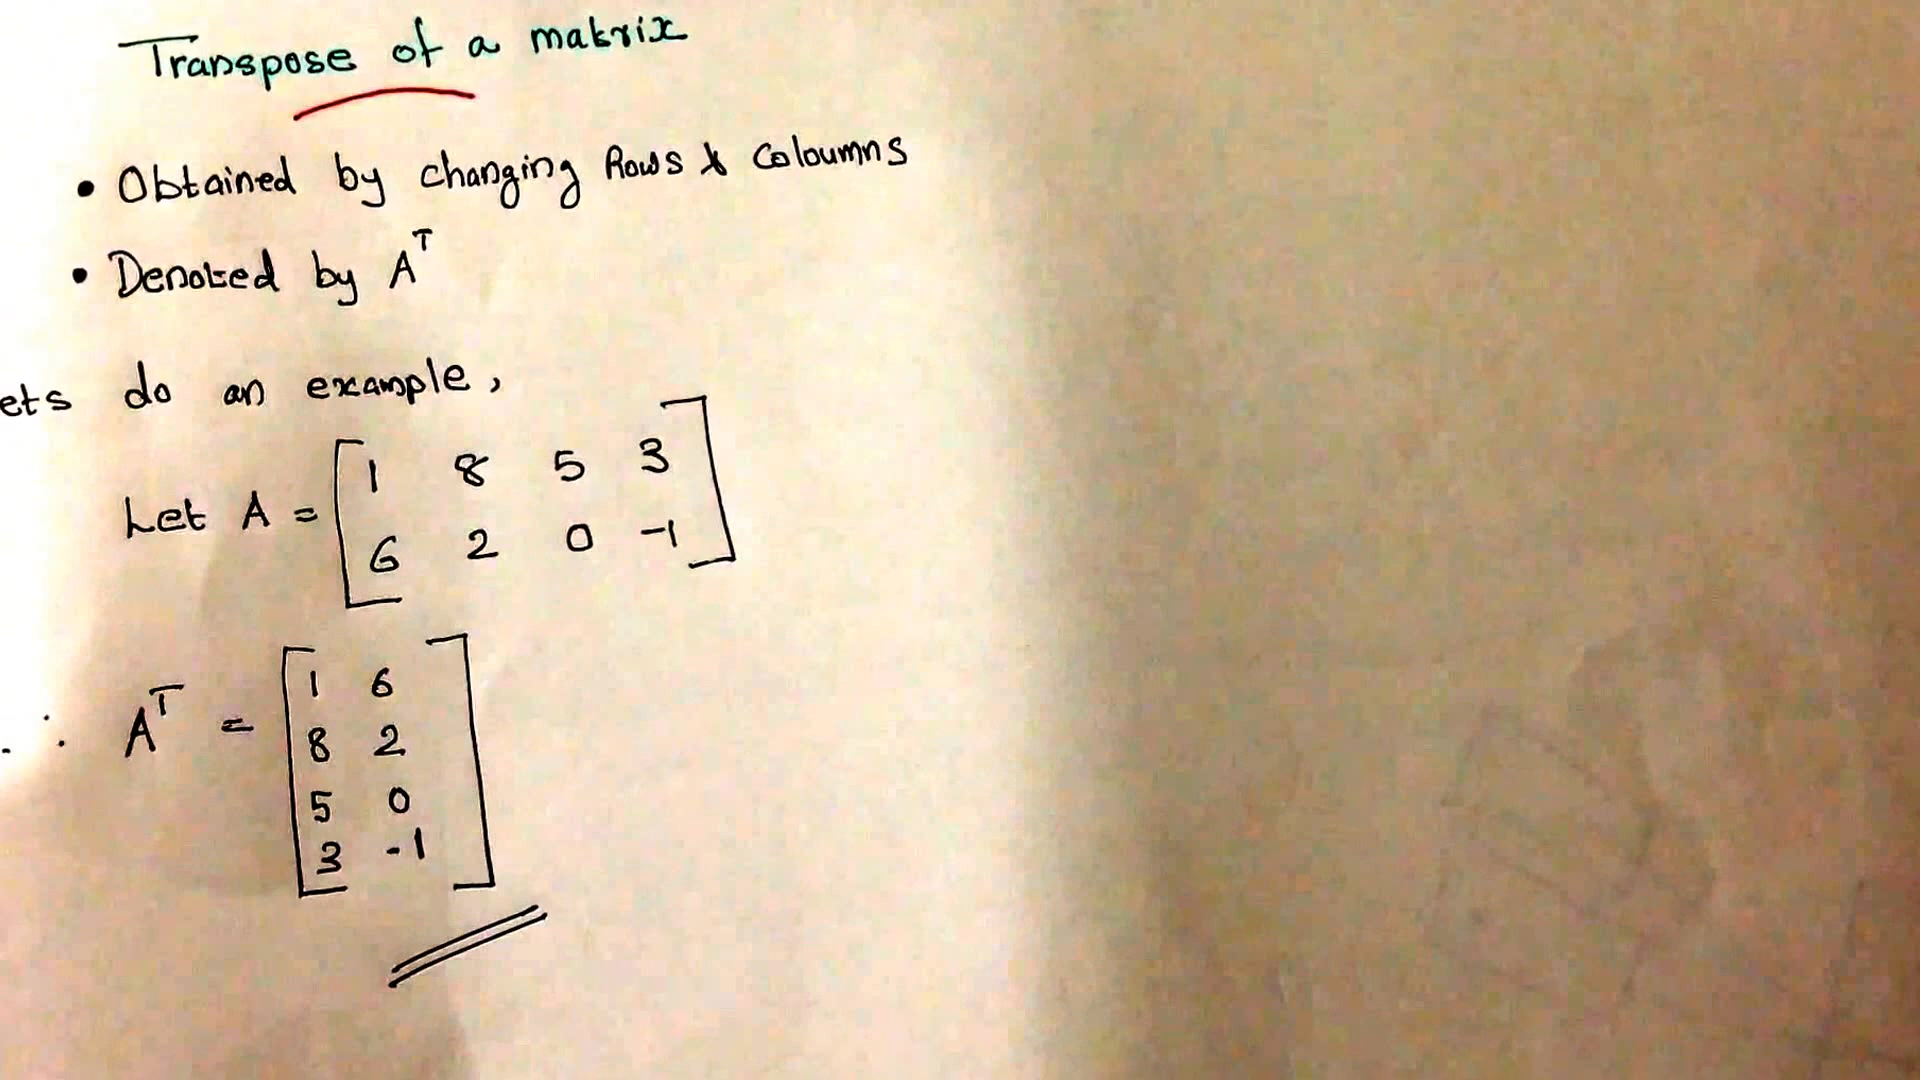 Transpose of a matrix
• Obtained by changing Rows & Coloumns
• Denoted by Aᵀ
ets do an example,
Let A = [1 8 5 3
6 2 0 -1]
∴ Aᵀ = [1 6
8 2
5 0
3 -1]